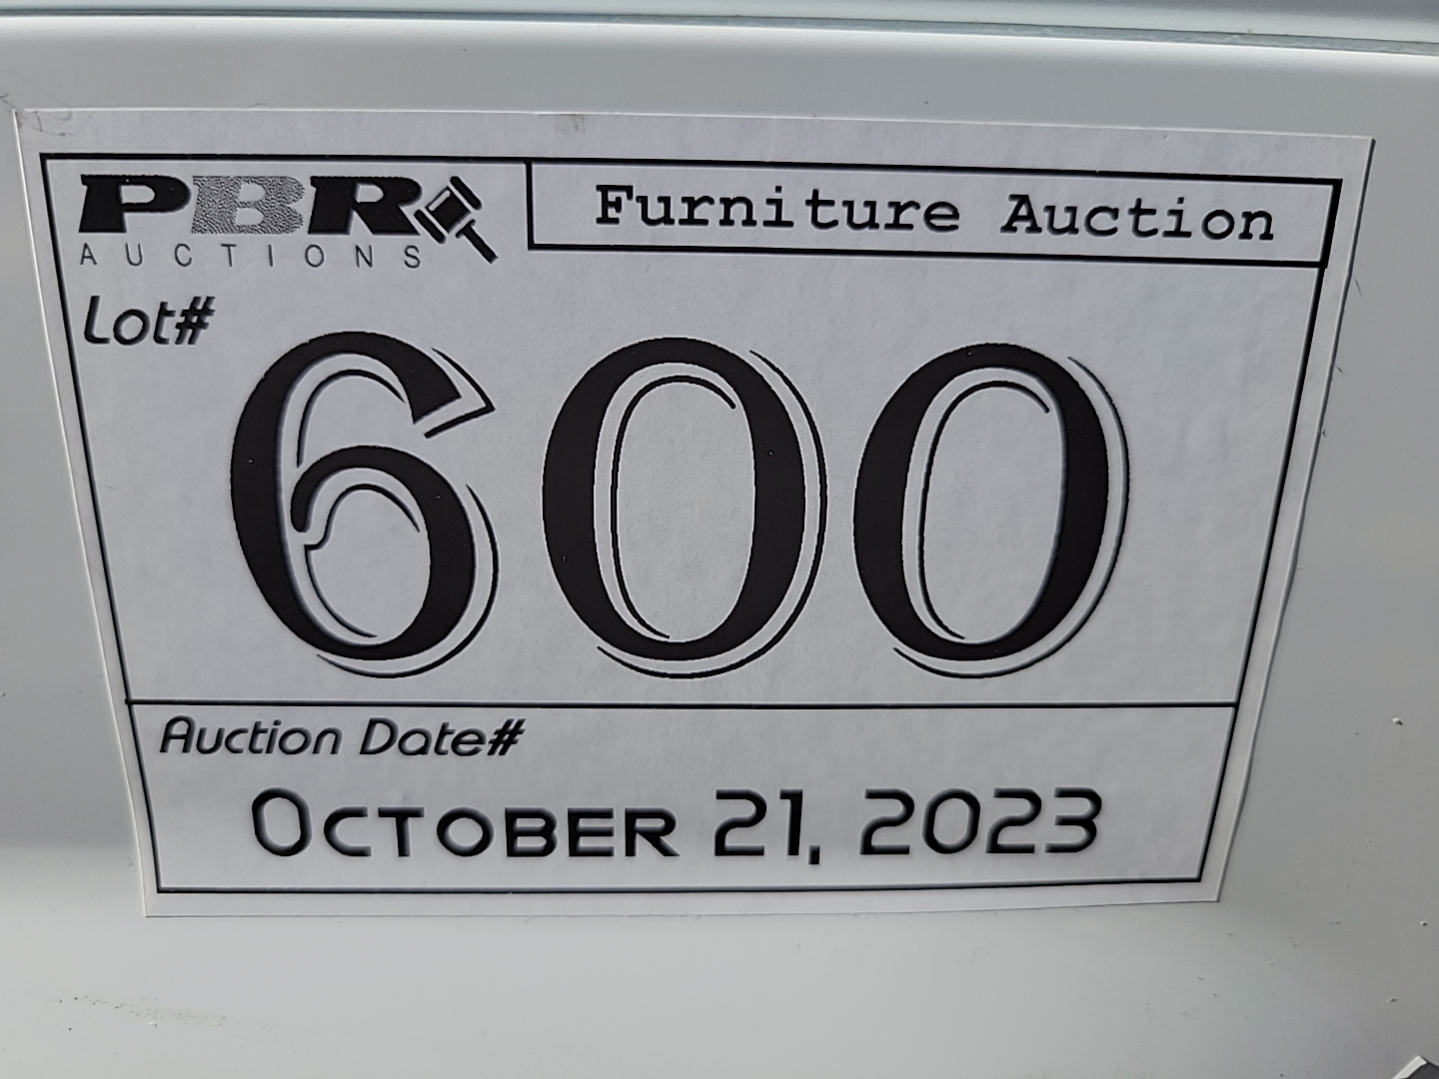 PBR
AUCTIONS
Furniture Auction
Lot#
600
Auction Date#
OCTOBER 21, 2023